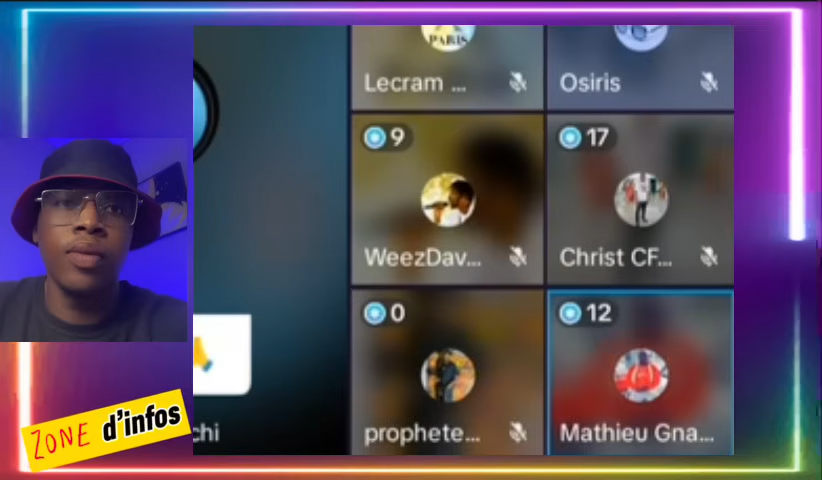 PARIS
Lecram ...
Osiris
9
17
WeezDav...
Christ CF...
0
12
chi
prophete...
Mathieu Gna...
ZONE d'infos